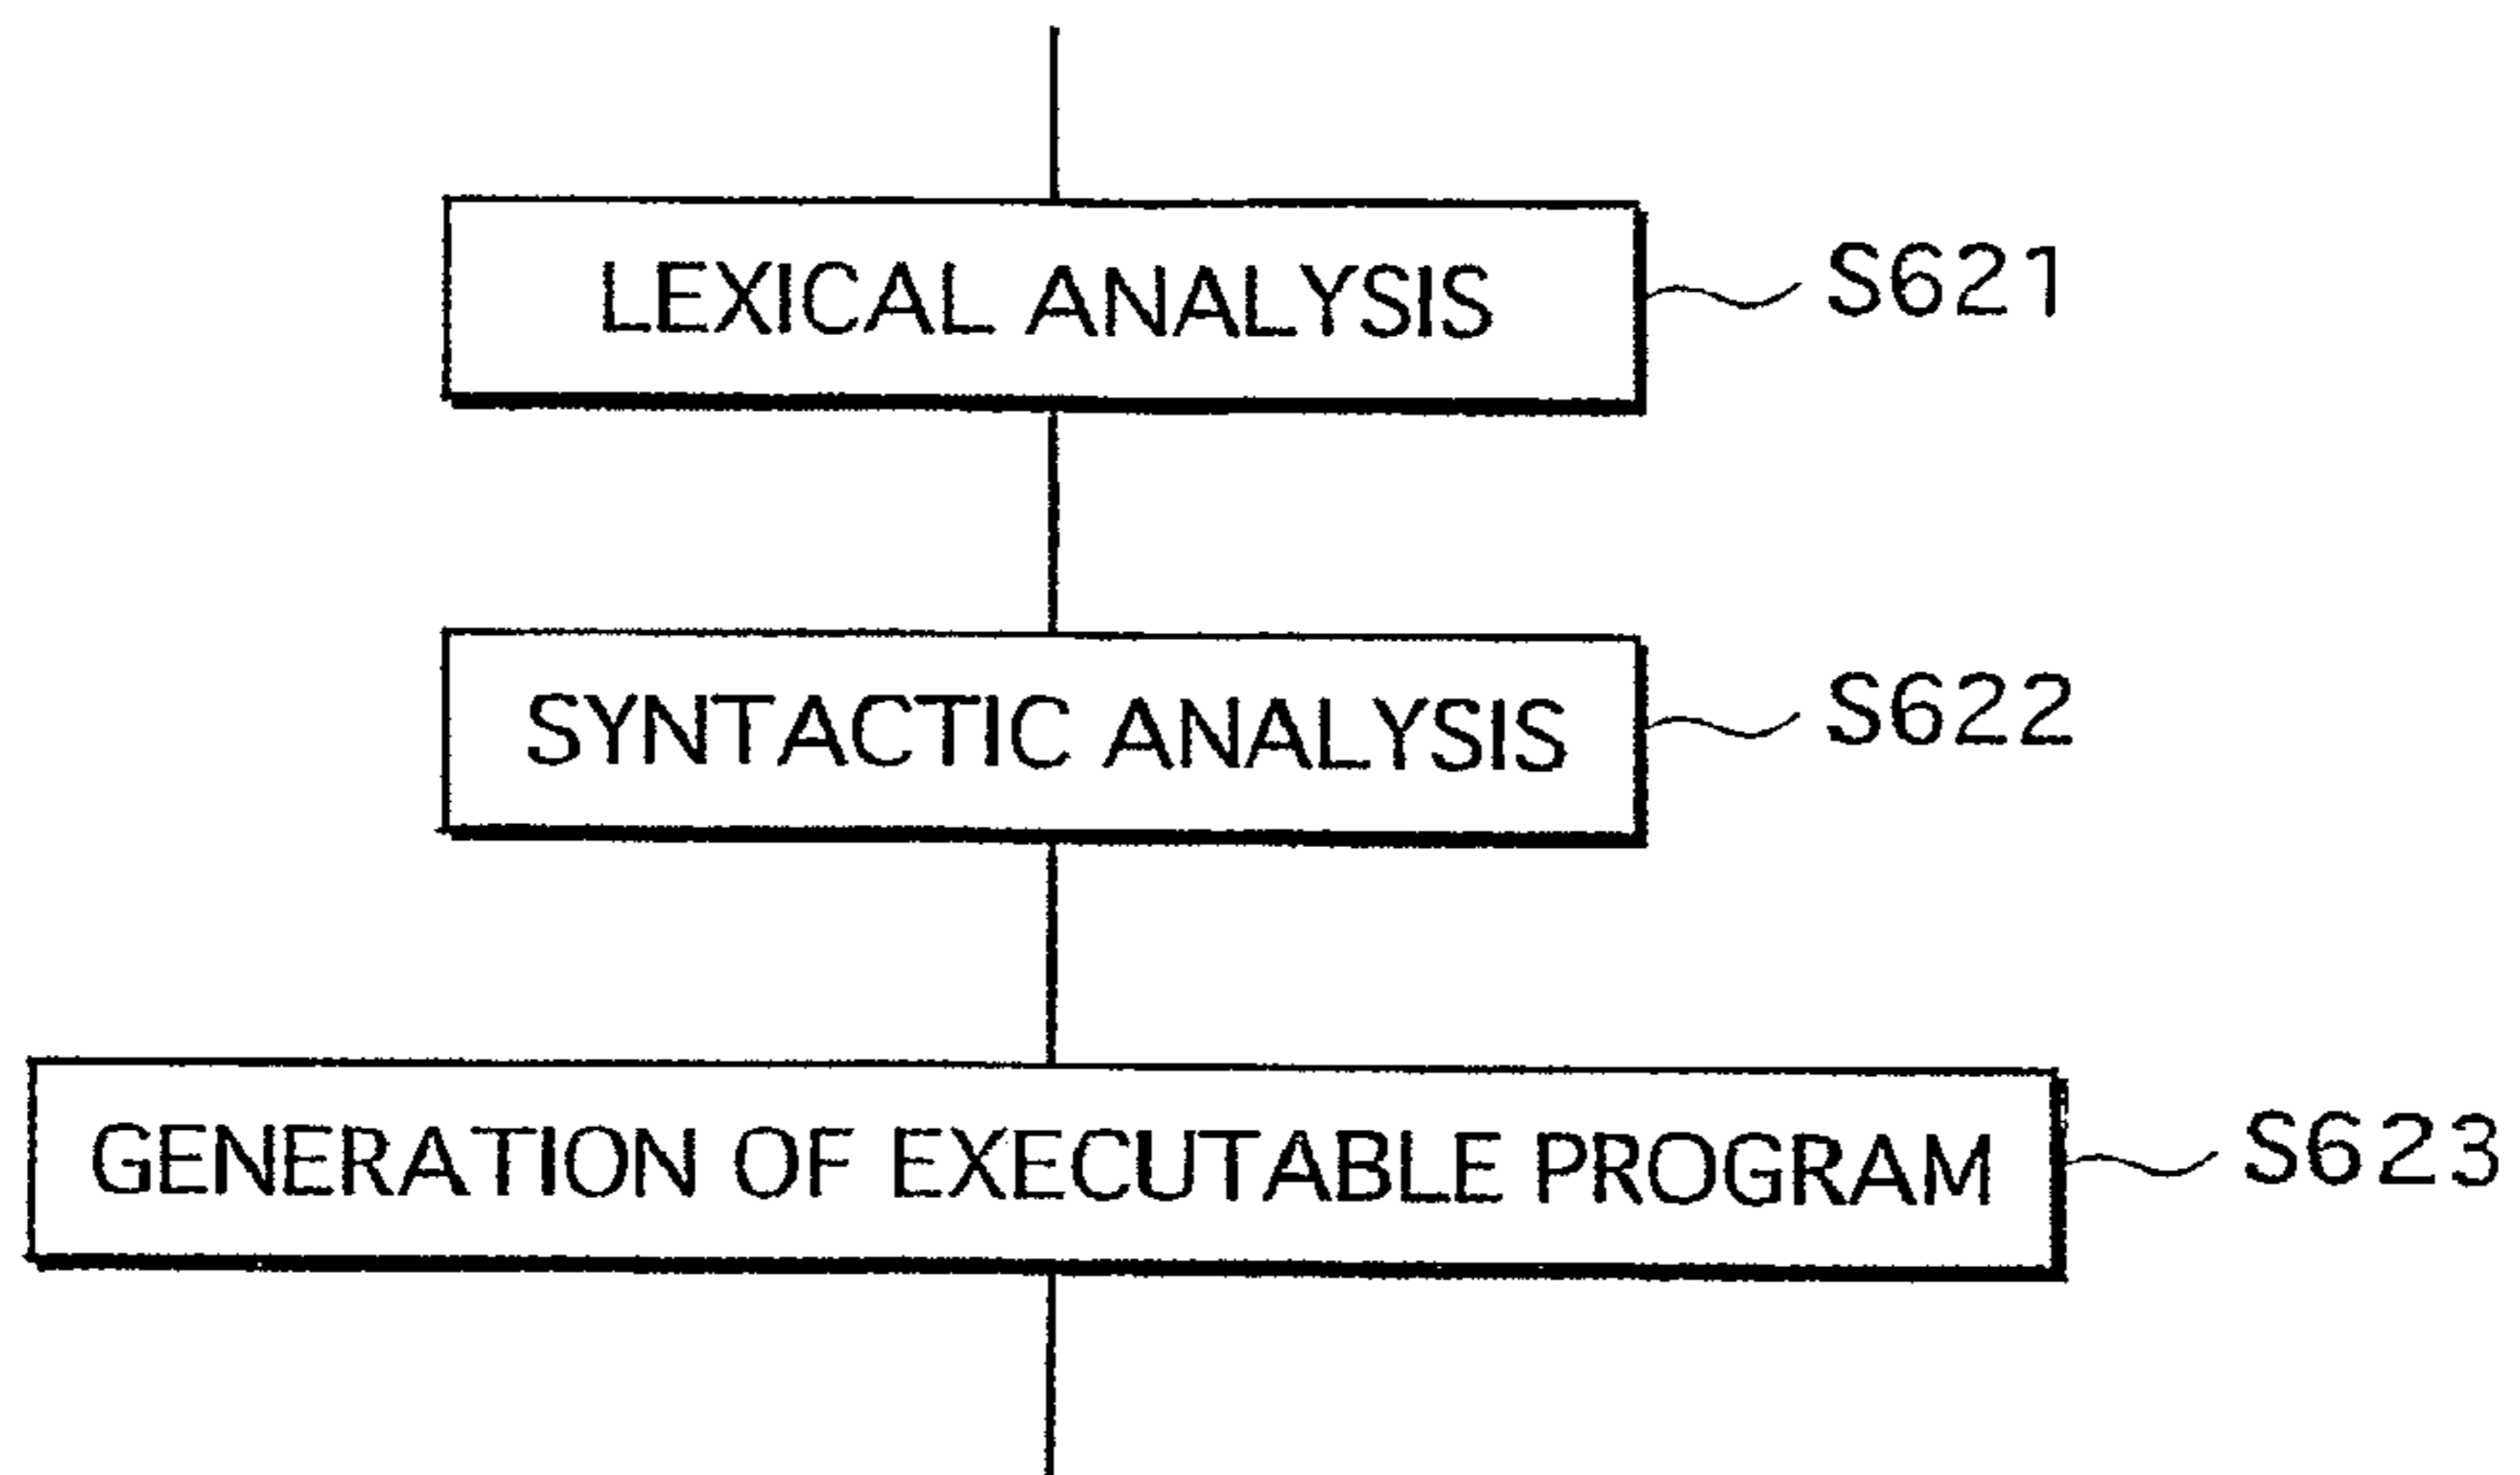 LEXICAL ANALYSIS S621
SYNTACTIC ANALYSIS S622
GENERATION OF EXECUTABLE PROGRAM S623